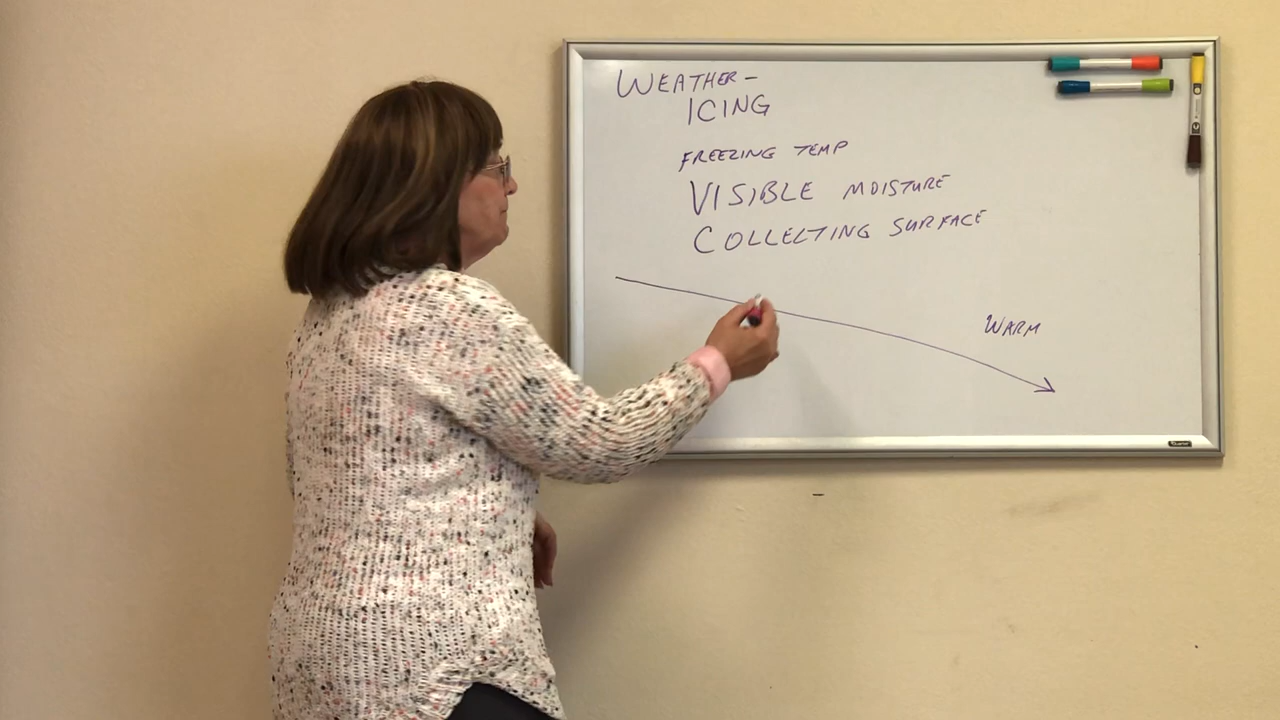 WEATHER –
ICING
FREEZING TEMP
VISIBLE MOISTURE
COLLECTING SURFACE
WARM